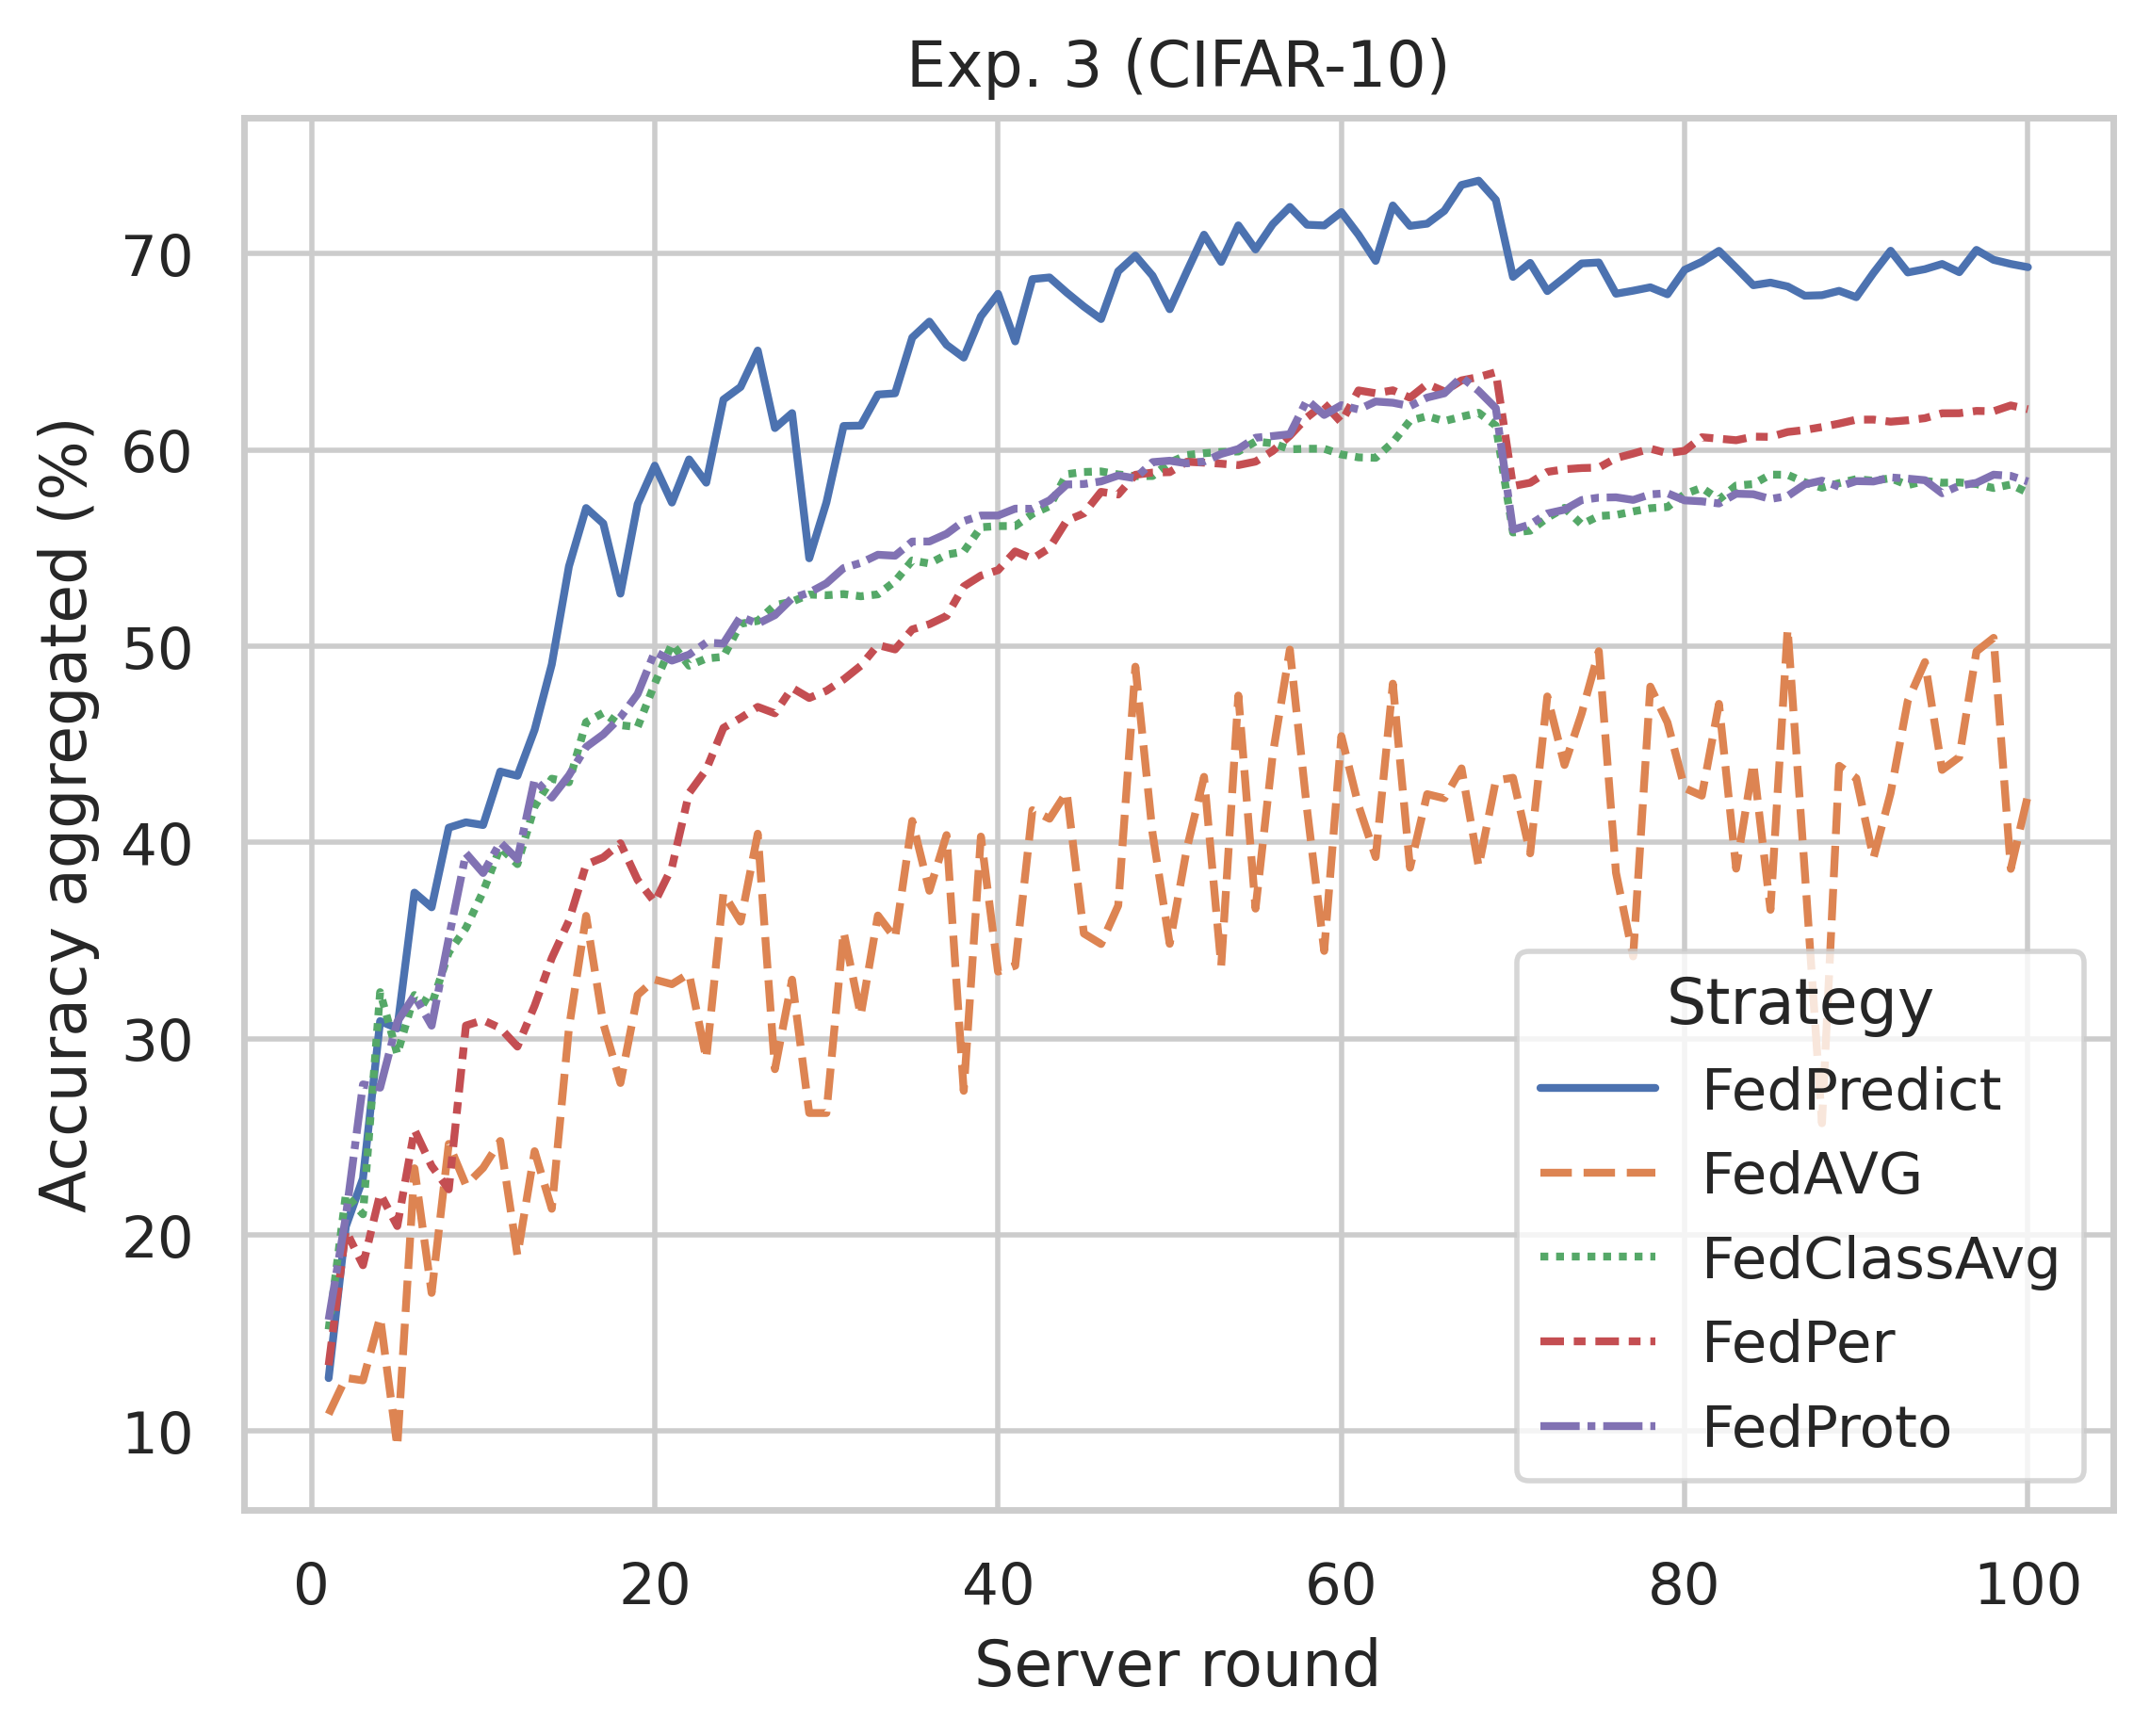 Exp. 3 (CIFAR-10)
Accuracy aggregated (%)
70
60
50
40
30
20
10
0 20 40 60 80 100
Server round
Strategy
FedPredict
FedAVG
FedClassAvg
FedPer
FedProto